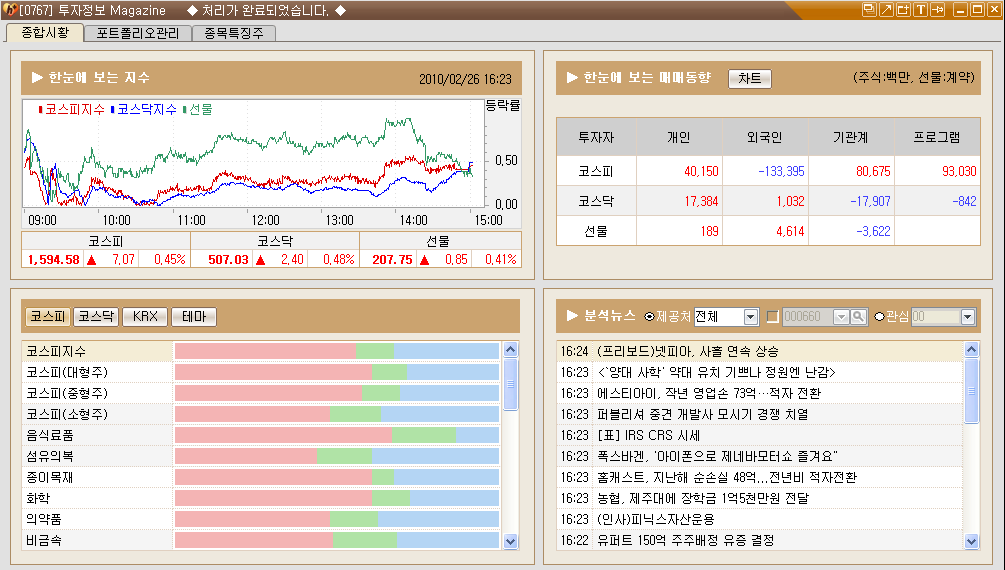 [0767] 투자정보 Magazine ◆ 처리가 완료되었습니다. ◆
종합시황 포트폴리오관리 종목특징주
▶ 한눈에 보는 지수 2010/02/26 16:23
코스피지수 코스닥지수 선물 등락률
0,50
0,00
09:00 10:00 11:00 12:00 13:00 14:00 15:00
코스피 코스닥 선물
1,594.58 ▲ 7,07 0,45% 507.03 ▲ 2,40 0,48% 207.75 ▲ 0,85 0,41%
▶ 한눈에 보는 매매동향 차트 (주식:백만, 선물:계약)
투자자 개인 외국인 기관계 프로그램
코스피 40,150 -133,395 80,675 93,030
코스닥 17,384 1,032 -17,907 -842
선물 189 4,614 -3,622
코스피 코스닥 KRX 테마
코스피지수
코스피(대형주)
코스피(중형주)
코스피(소형주)
음식료품
섬유의복
종이목재
화학
의약품
비금속
▶ 분석뉴스 제공처 전체 000660 관심 00
16:24 (프리보드)넷피아, 사흘 연속 상승
16:23 <'양대 사학' 약대 유치 기쁘나 정원엔 난감>
16:23 에스티아이, 작년 영업손 73억…적자 전환
16:23 퍼블리셔 중견 개발사 모시기 경쟁 치열
16:23 [표] IRS CRS 시세
16:23 폭스바겐, '아이폰으로 제네바모터쇼 즐겨요"
16:23 홈캐스트, 지난해 순손실 48억...전년비 적자전환
16:23 농협, 제주대에 장학금 1억5천만원 전달
16:23 (인사)피닉스자산운용
16:22 유퍼트 150억 주주배정 유증 결정